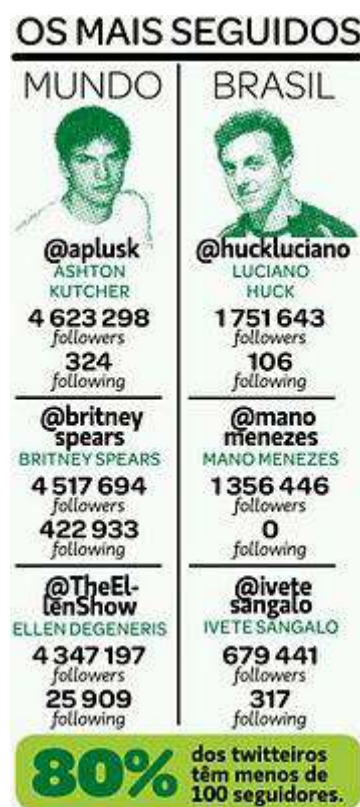 OS MAIS SEGUIDOS
MUNDO
@aplusk
ASHTON
KUTCHER
4 623 298
followers
324
following
@britney
spears
BRITNEY SPEARS
4 517 694
followers
422 933
following
@TheEl-
lenShow
ELLEN DEGENERIS
4 347 197
followers
25 909
following
BRASIL
@huckluciano
LUCIANO
HUCK
1 751 643
followers
106
following
@mano
menezes
MANO MENEZES
1 356 446
followers
0
following
@ivete
sangalo
IVETE SANGALO
679 441
followers
317
following
80%
dos twitteiros
têm menos de
100 seguidores.